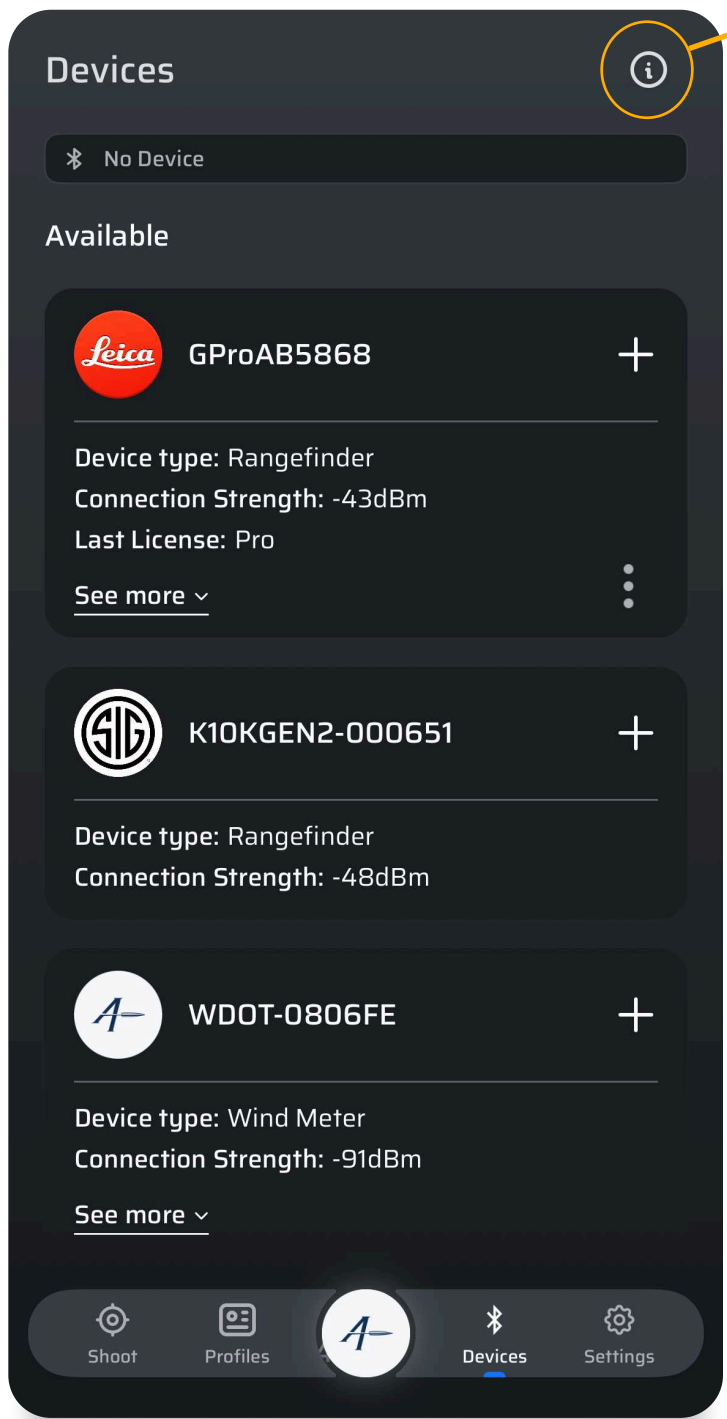 Devices
No Device
Available
Leica
GProAB5868
Device type: Rangefinder
Connection Strength: -43dBm
Last License: Pro
See more
SIG
K10KGEN2-000651
Device type: Rangefinder
Connection Strength: -48dBm
A
WDOT-0806FE
Device type: Wind Meter
Connection Strength: -91dBm
See more
A
Shoot Profiles Devices Settings